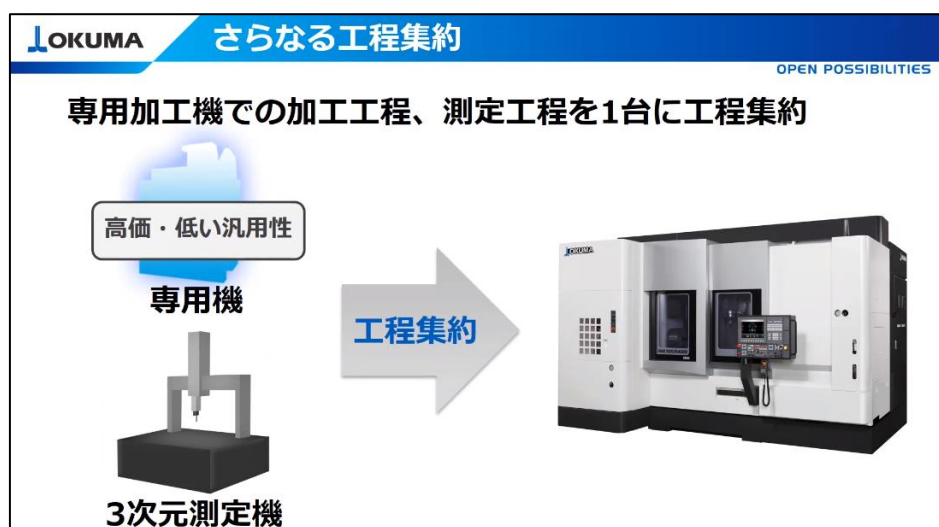 OKUMA
さらなる工程集約
OPEN POSSIBILITIES
専用加工機での加工工程、測定工程を1台に工程集約
高価・低い汎用性
専用機
工程集約
3次元測定機
OKUMA